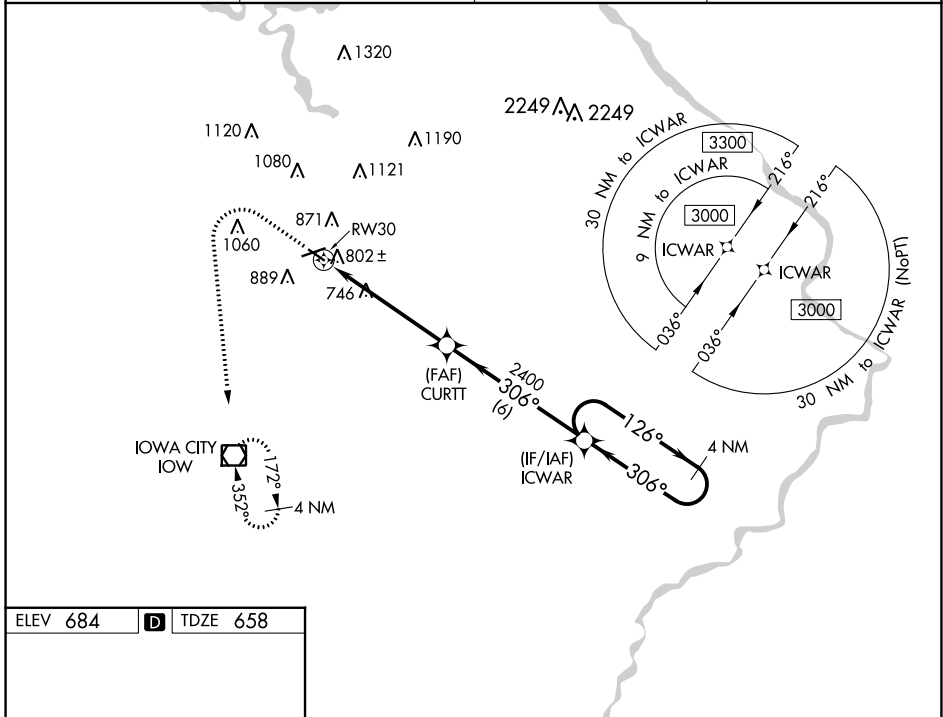 1320
2249 2249
1120
1190
1080
1121
871
RW30
1060
802±
889
746
30 NM to ICWAR
3300
9 NM to ICWAR
3000
216°
216°
ICWAR
ICWAR
3000
036°
036°
30 NM to ICWAR (NoPT)
(FAF)
CURTT
2400
306°
(6)
(IF/IAF)
ICWAR
126°
306°
4 NM
IOWA CITY
IOW
172°
352°
4 NM
ELEV 684 D TDZE 658